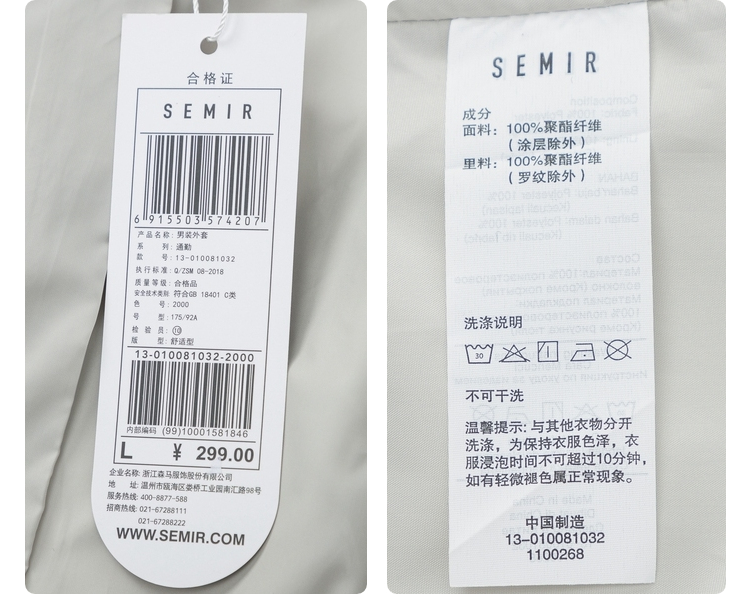 合格证
SEMIR
6 915503 574207
产品名称: 男装外套
系 列: 通勤
款 号: 13-010081032
执行标准: Q/ZSM 08-2018
质量等级: 合格品
安全技术类别: 符合GB 18401 C类
色 号: 2000
号 型: 175/92A
检 验 员: ⑩
版 型: 舒适型
13-010081032-2000
内部编码 (99)10001581846
L ¥ 299.00
企业名称: 浙江森马服饰股份有限公司
地 址: 温州市瓯海区娄桥工业园南汇路98号
服务热线: 400-8877-588
招商热线: 021-67288111
021-67288222
WWW.SEMIR.COM
SEMIR
成分
面料: 100%聚酯纤维
(涂层除外)
里料: 100%聚酯纤维
(罗纹除外)
洗涤说明
30
不可干洗
温馨提示: 与其他衣物分开
洗涤, 为保持衣服色泽, 衣
服浸泡时间不可超过10分钟,
如有轻微褪色属正常现象。
中国制造
13-010081032
1100268